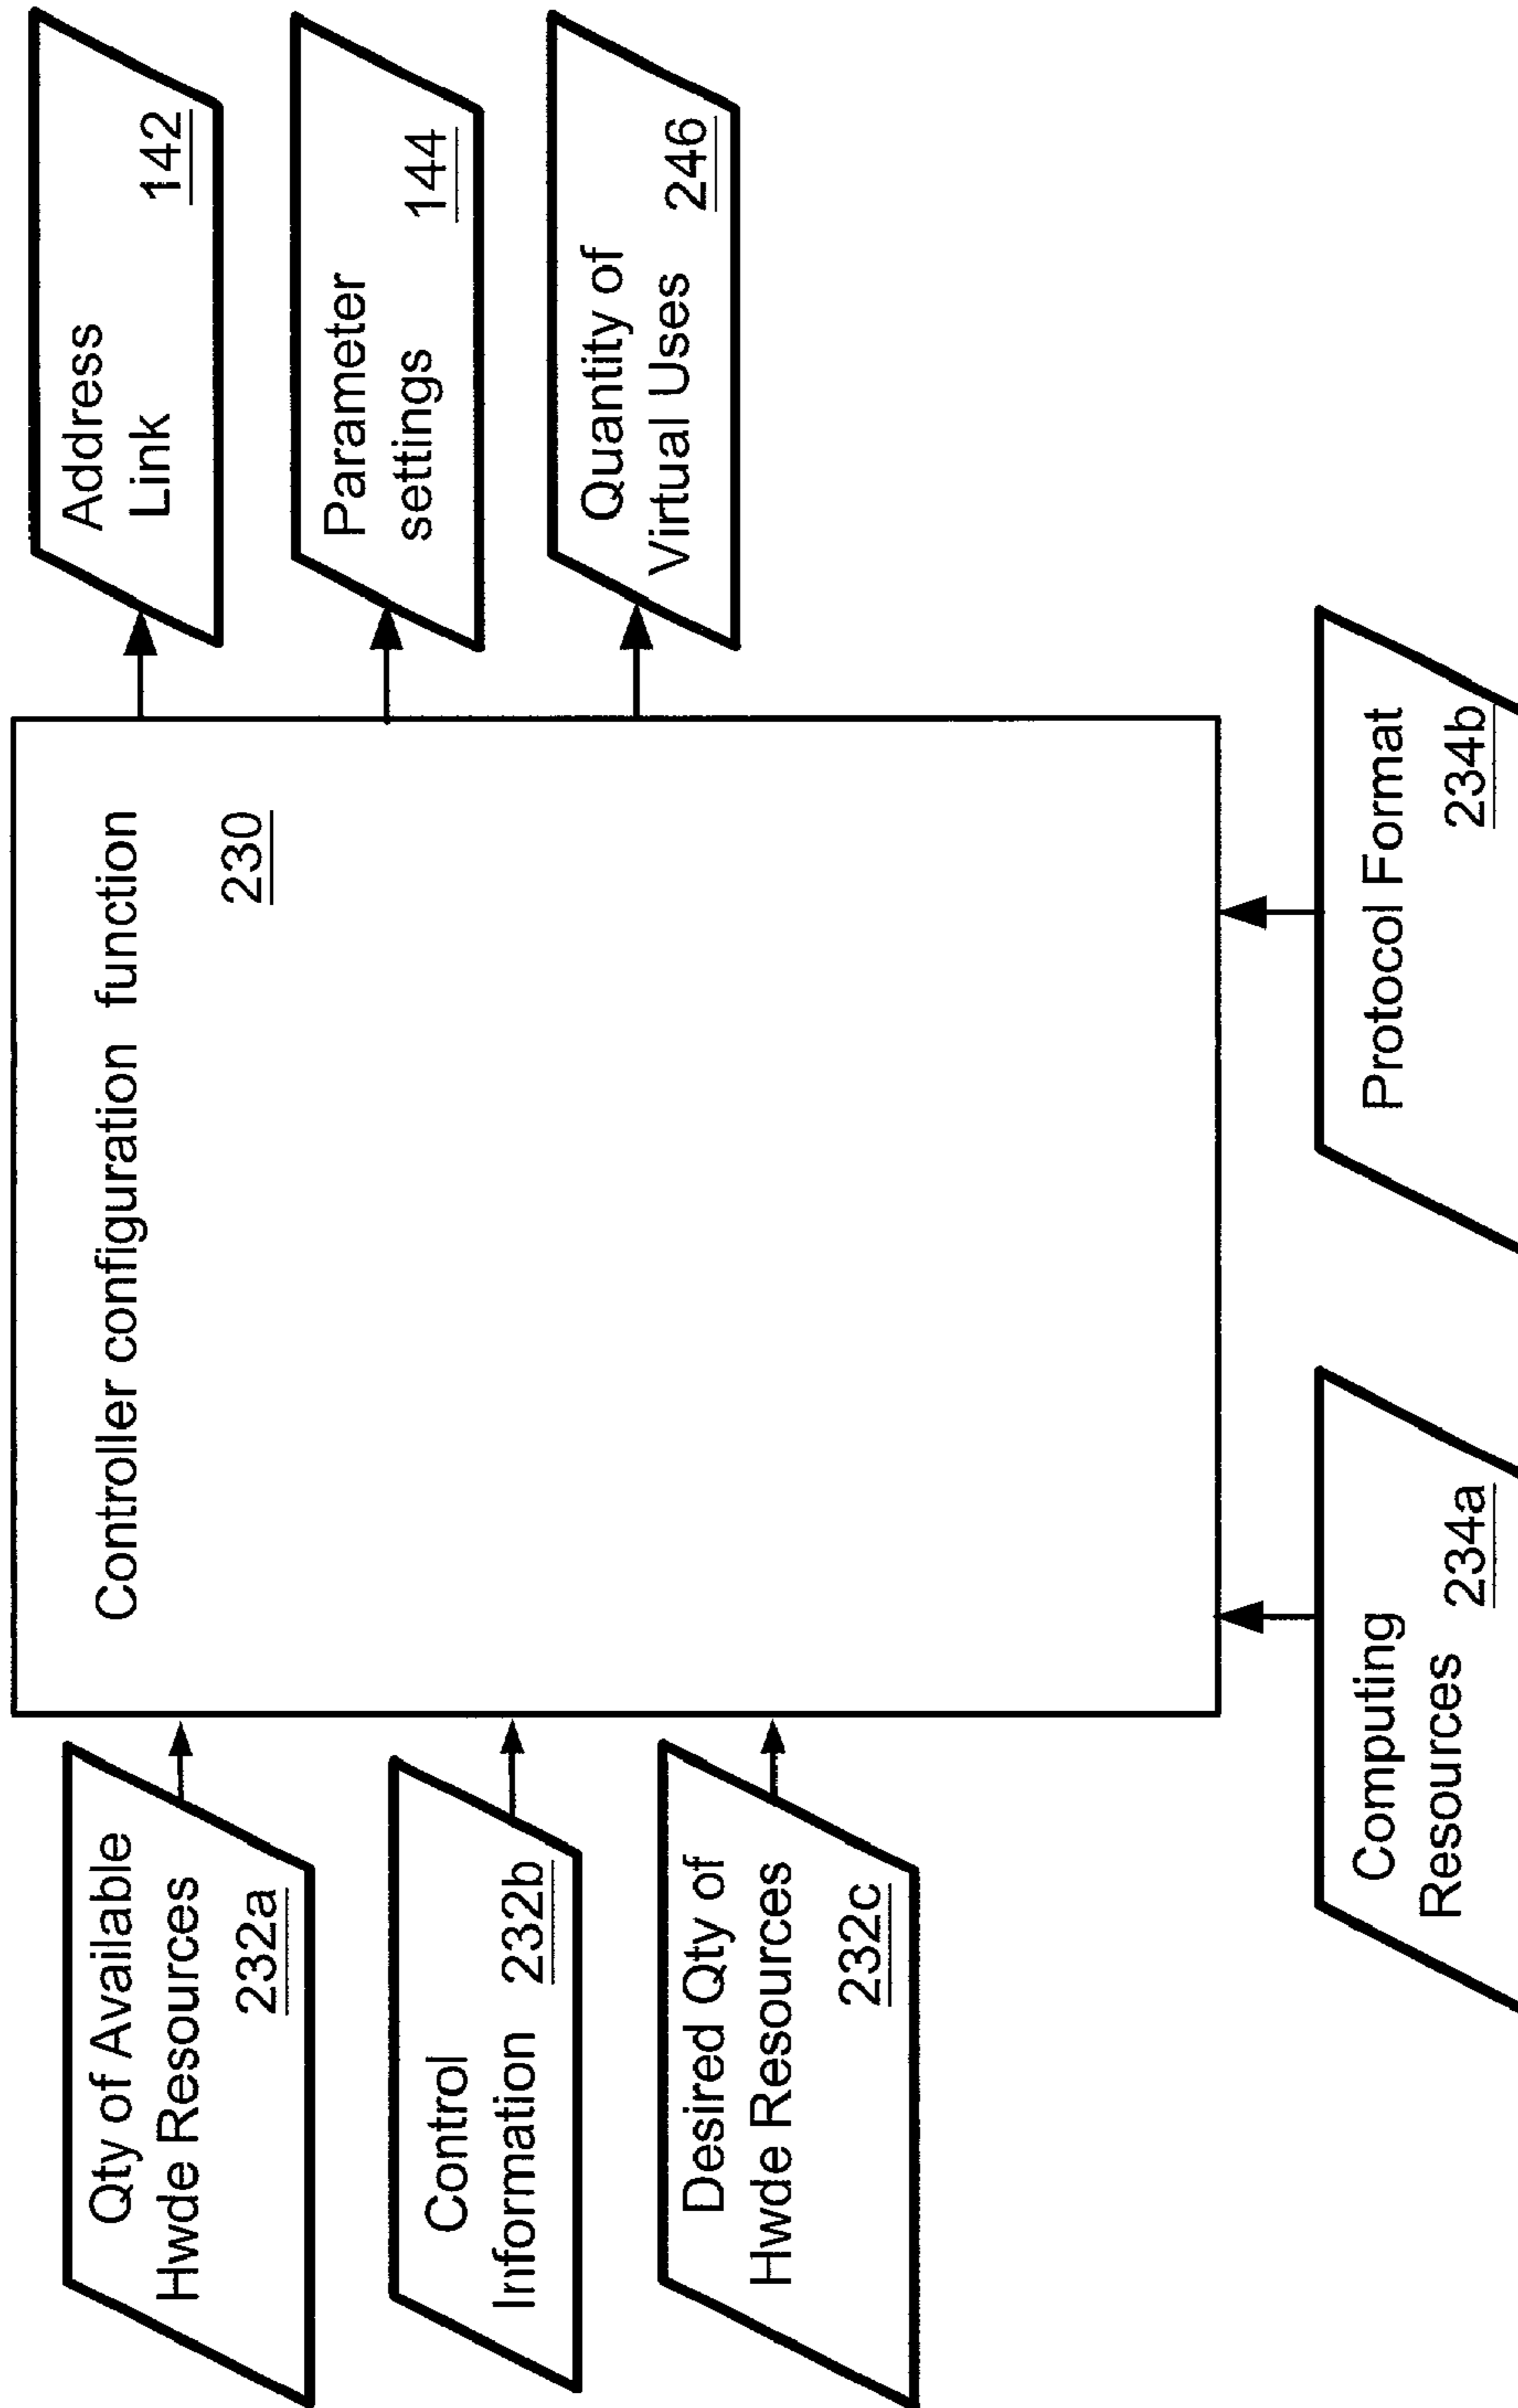 Qty of Available
Hwde Resources
232a
Control
Information 232b
Desired Qty of
Hwde Resources
232c
Controller configuration function
230
Address
Link 142
Parameter
settings 144
Quantity of
Virtual Uses 246
Computing
Resources 234a
Protocol Format
234b